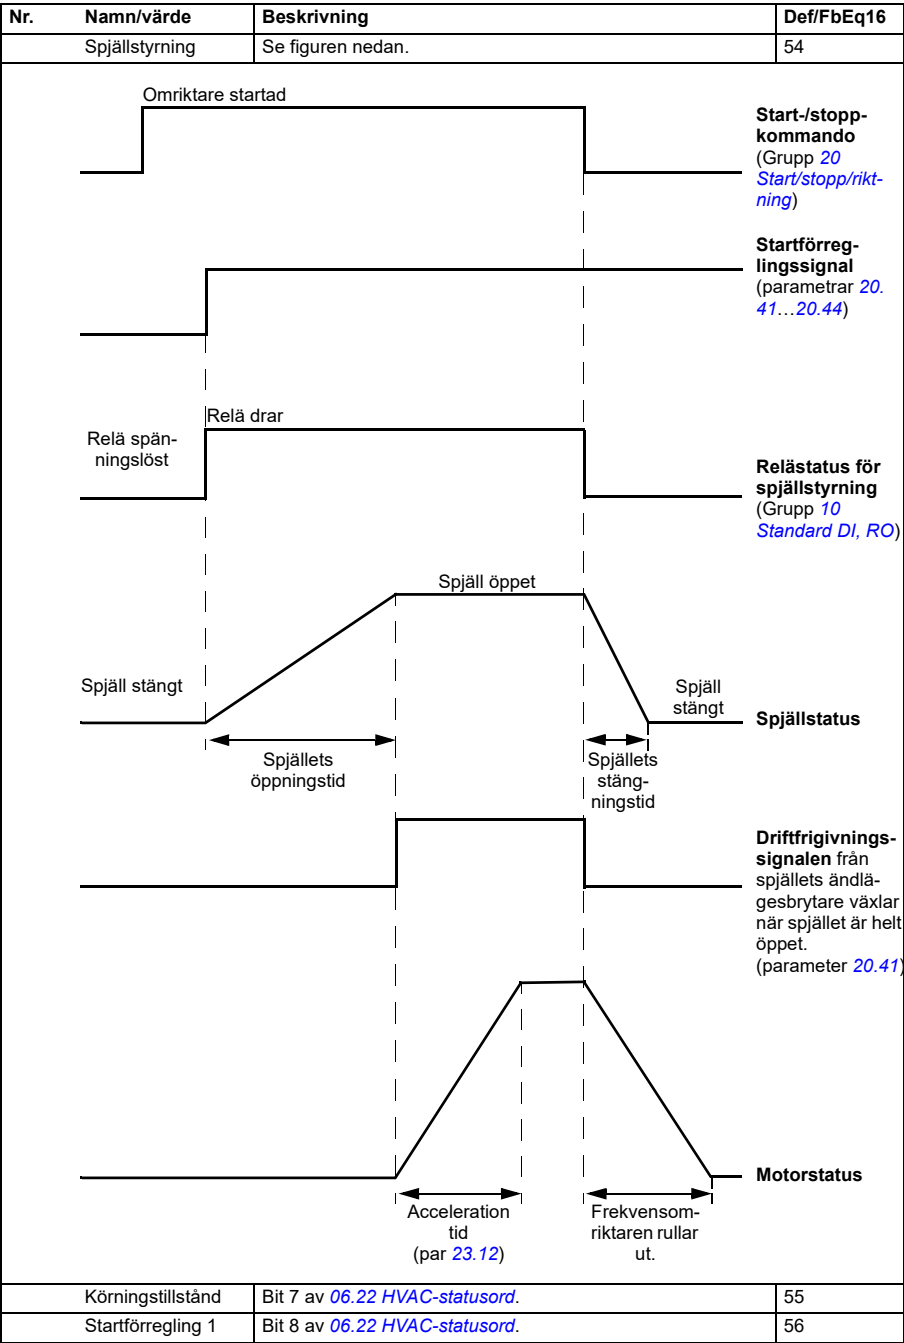 Nr. Namn/värde Beskrivning Def/FbEq16
Spjällstyrning Se figuren nedan. 54
Omriktare startad
Start-/stopp-
kommando
(Grupp 20
Start/stopp/rikt-
ning)
Startförreg-
lingssignal
(parametrar 20.
41…20.44)
Relä drar
Relä spän-
ningslöst
Relästatus för
spjällstyrning
(Grupp 10
Standard DI, RO)
Spjäll öppet
Spjäll stängt
Spjäll
stängt
Spjällstatus
Spjällets
öppningstid
Spjällets
stäng-
ningstid
Driftfrigivnings-
signalen från
spjällets ändlä-
gesbrytare växlar
när spjället är helt
öppet.
(parameter 20.41)
Motorstatus
Acceleration
tid
(par 23.12)
Frekvensom-
riktaren rullar
ut.
Körningstillstånd Bit 7 av 06.22 HVAC-statusord. 55
Startförregling 1 Bit 8 av 06.22 HVAC-statusord. 56